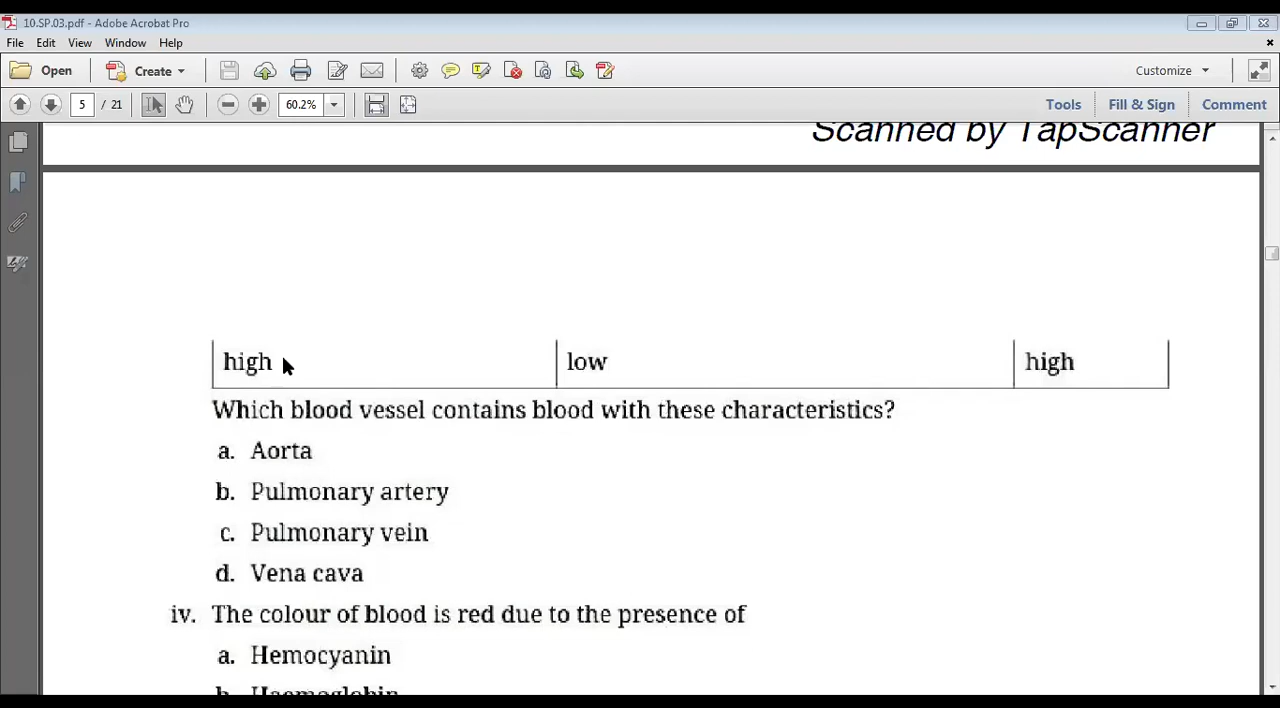 10.SP.03.pdf - Adobe Acrobat Pro
File Edit View Window Help
Open Create Customize
5 / 21 60.2% Tools Fill & Sign Comment
Scanned by TapScanner
high low high
Which blood vessel contains blood with these characteristics?
a. Aorta
b. Pulmonary artery
c. Pulmonary vein
d. Vena cava
iv. The colour of blood is red due to the presence of
a. Hemocyanin
b. Haemoglobin